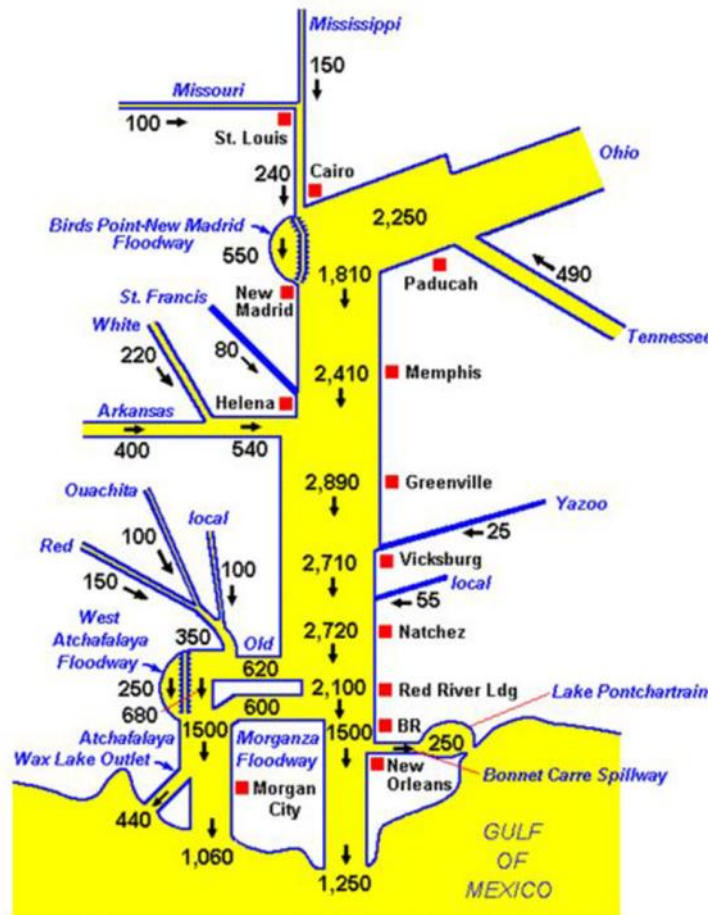 Mississippi
150
Missouri
100
St. Louis
Ohio
240
Cairo
2,250
Birds Point-New Madrid
Floodway
550
1,810
490
Paducah
New
Madrid
St. Francis
White
Tennessee
220
80
2,410
Memphis
Helena
Arkansas
400
540
2,890
Greenville
Ouachita
local
Yazoo
25
Red
100
2,710
Vicksburg
150
100
local
55
West
Atchafalaya
Floodway
350
Old
2,720
Natchez
620
250
2,100
Red River Ldg
Lake Pontchartrain
680
600
BR
Atchafalaya
1500
Morganza
Floodway
1500
250
Wax Lake Outlet
New
Orleans
Bonnet Carre Spillway
Morgan
City
440
1,060
1,250
GULF
OF
MEXICO